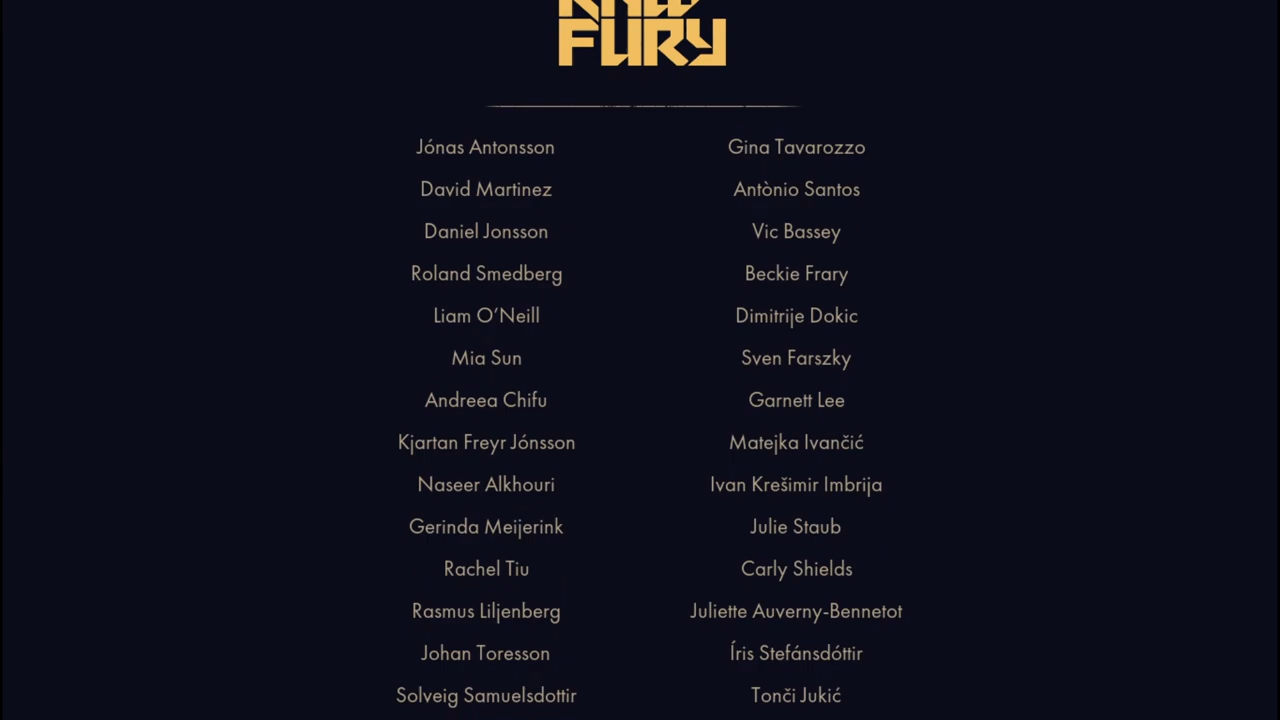 RAW
FURY
Jónas Antonsson Gina Tavarozzo
David Martinez Antònio Santos
Daniel Jonsson Vic Bassey
Roland Smedberg Beckie Frary
Liam O’Neill Dimitrije Dokic
Mia Sun Sven Farszky
Andreea Chifu Garnett Lee
Kjartan Freyr Jónsson Matejka Ivančić
Naseer Alkhouri Ivan Krešimir Imbrija
Gerinda Meijerink Julie Staub
Rachel Tiu Carly Shields
Rasmus Liljenberg Juliette Auverny-Bennetot
Johan Toresson Íris Stefánsdóttir
Solveig Samuelsdottir Tonči Jukić